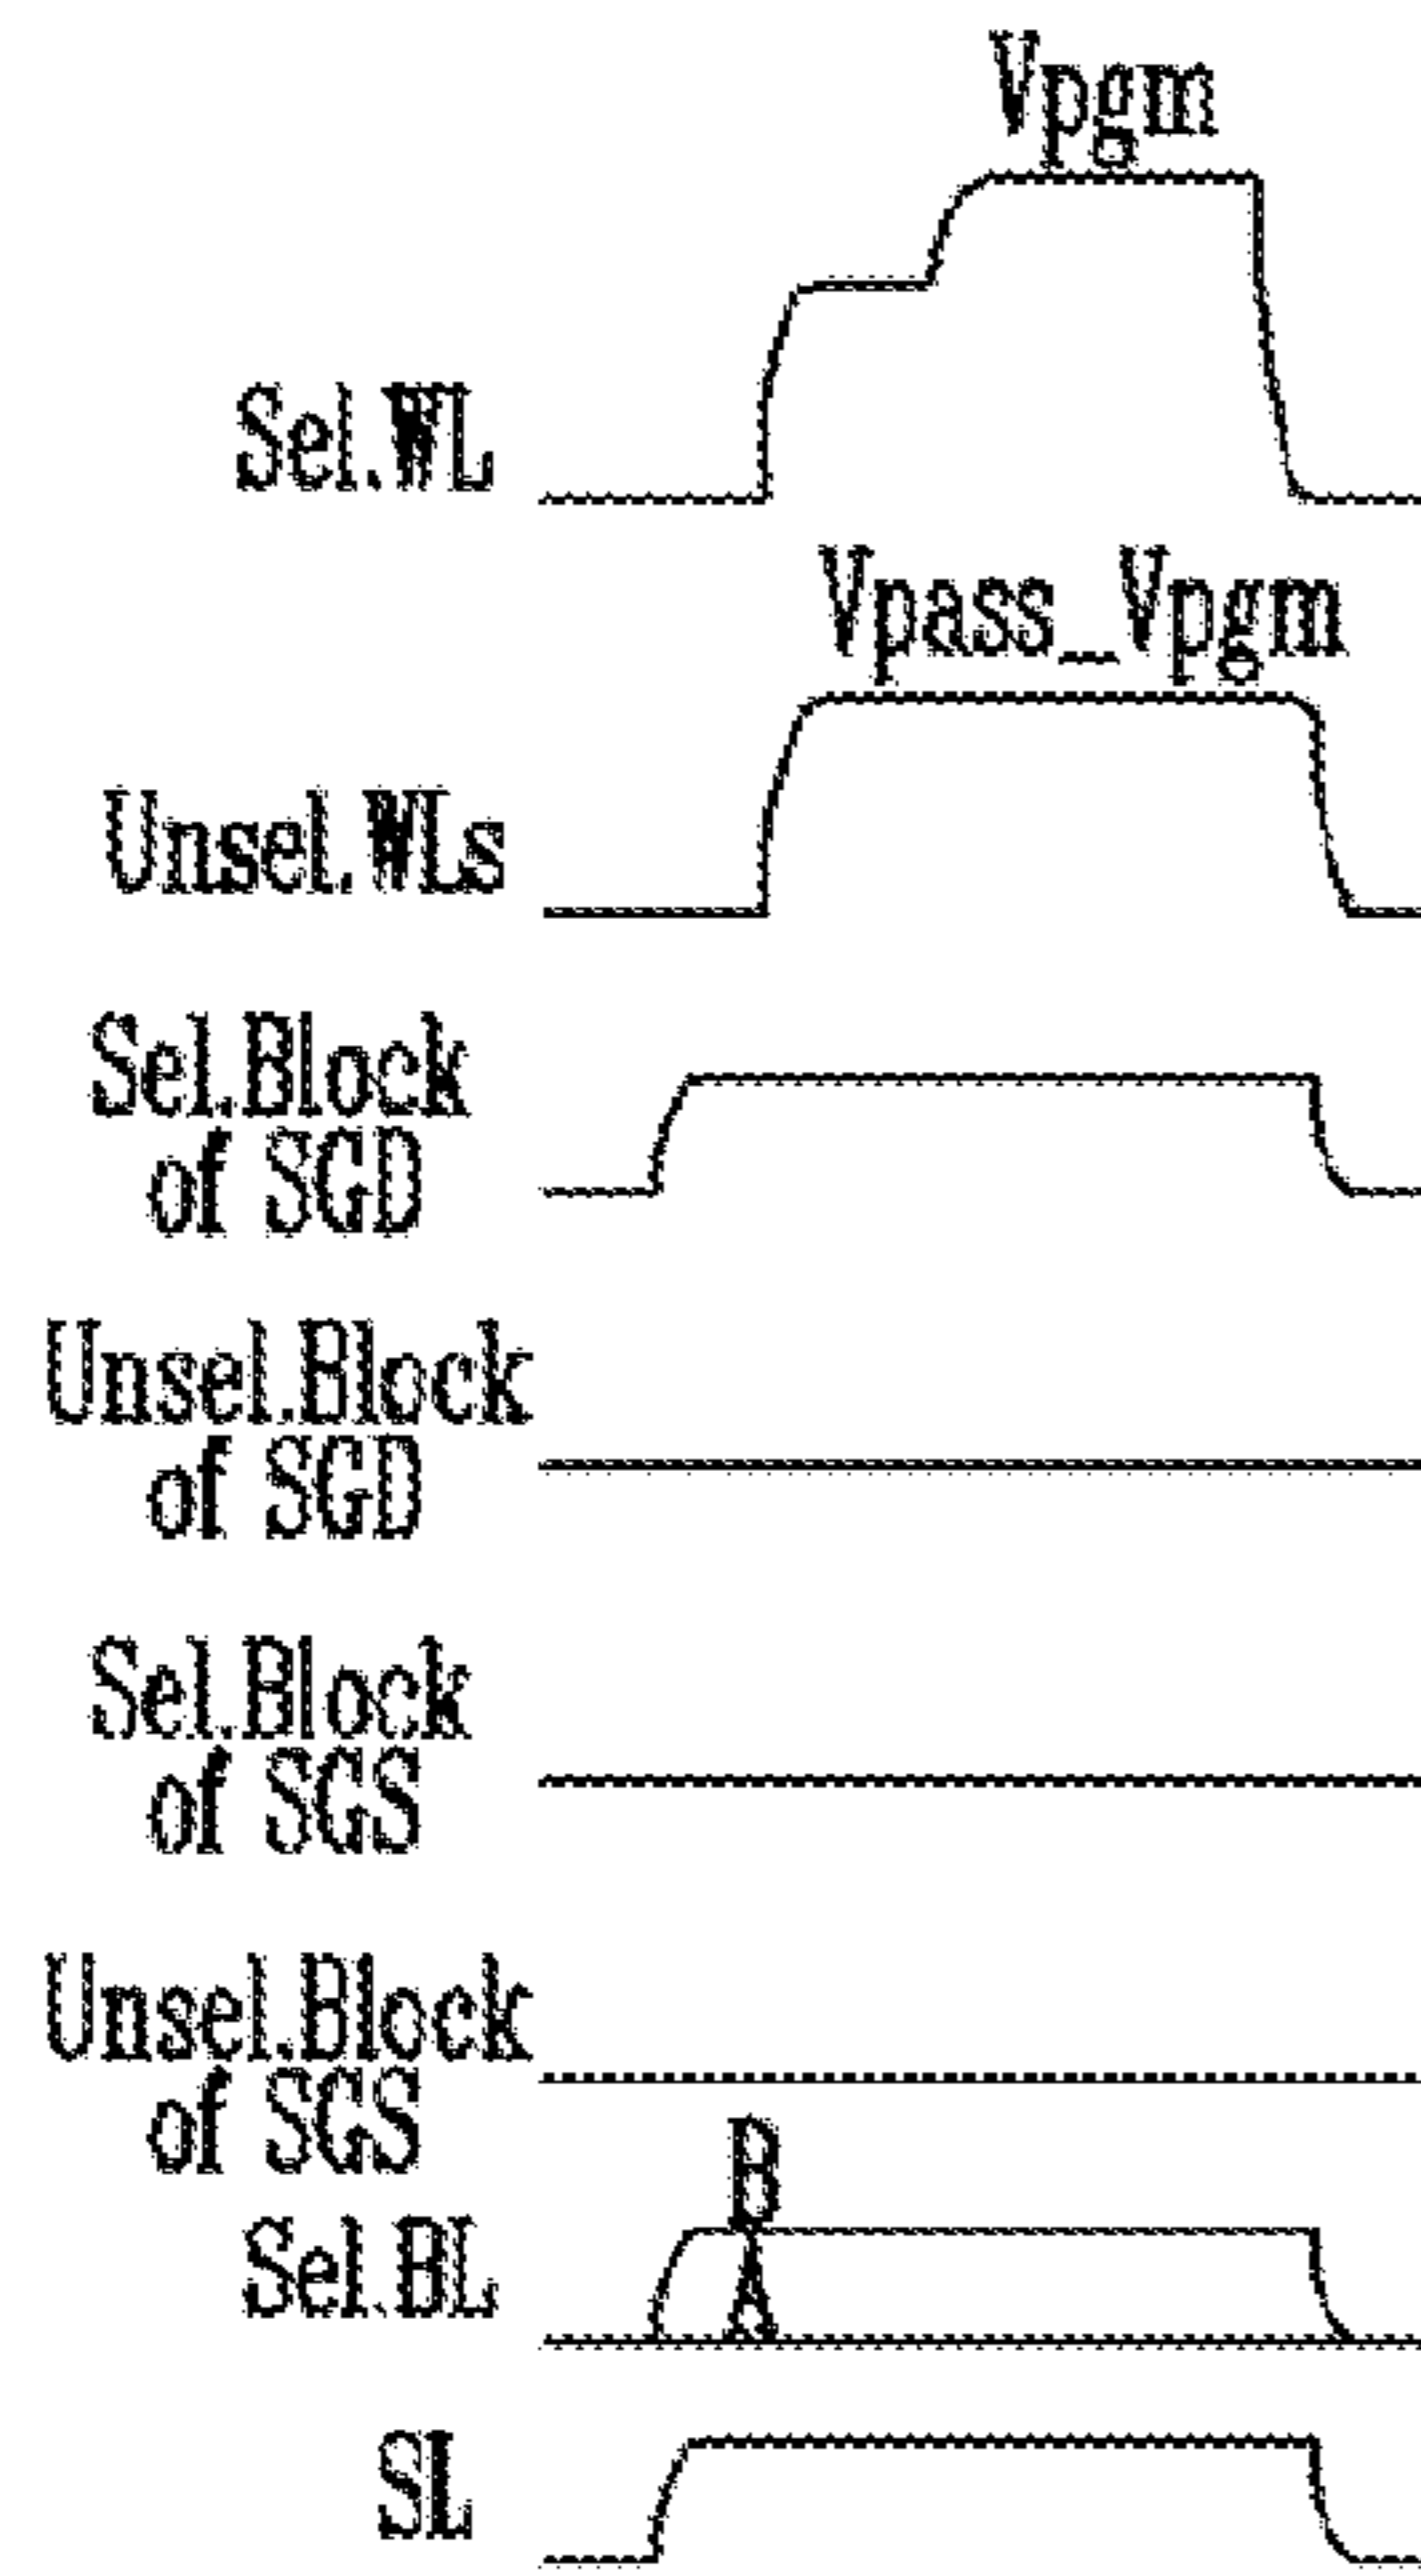 Vpgm
Sel.WL
Vpass_Vpgm
Unsel.WLs
Sel.Block
of SGD
Unsel.Block
of SGD
Sel.Block
of SGS
Unsel.Block
of SGS
B
Sel.BL
A
SL